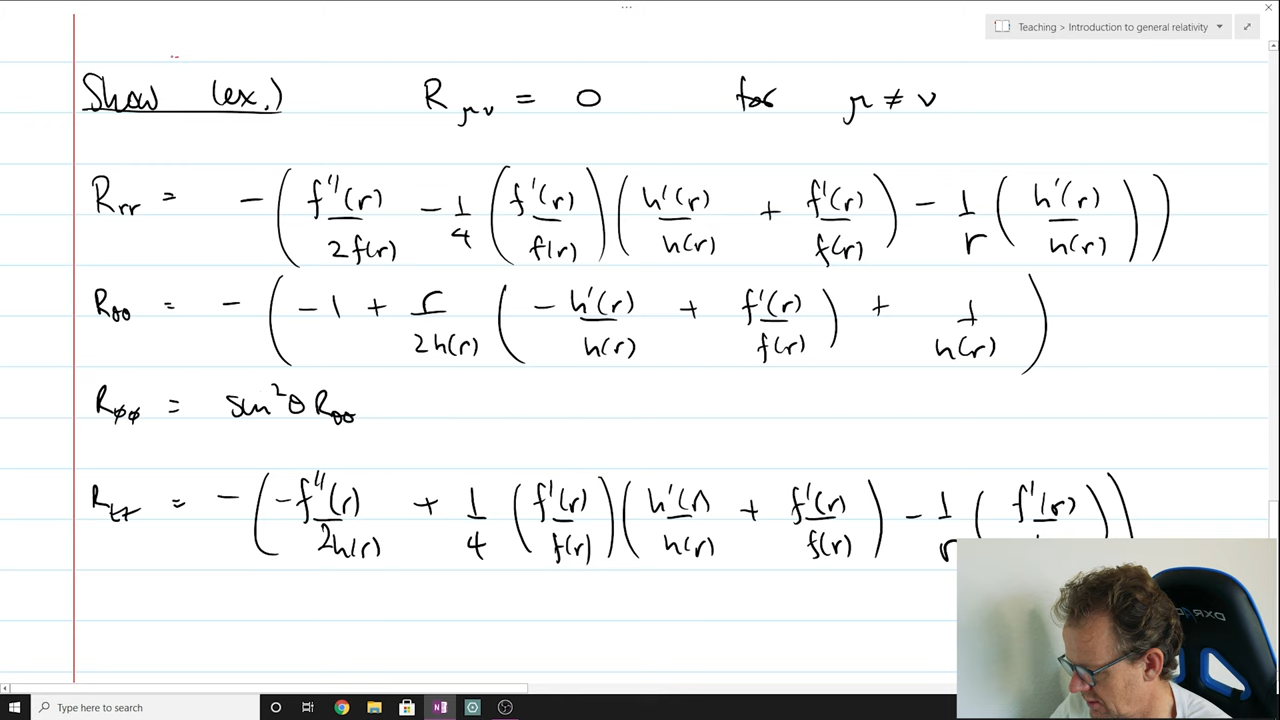 Teaching > Introduction to general relativity
Show (ex.) R_μν = 0 for μ ≠ ν
R_rr = - ( f''(r)/2f(r) - 1/4 ( f'(r)/f(r) ) ( h'(r)/h(r) + f'(r)/f(r) ) - 1/r ( h'(r)/h(r) ) )
R_θθ = - ( -1 + r/2h(r) ( - h'(r)/h(r) + f'(r)/f(r) ) + 1/h(r) )
R_φφ = sin²θ R_θθ
R_tt = - ( - f''(r)/2h(r) + 1/4 ( f'(r)/f(r) ) ( h'(r)/h(r) + f'(r)/f(r) ) - 1/r ( f'(r)
Type here to search